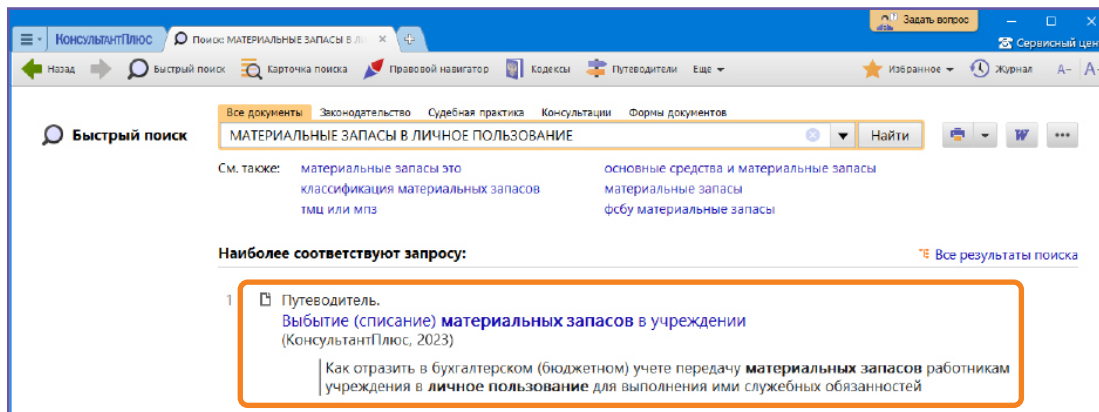 Задать вопрос
КонсультантПлюс
Поиск: МАТЕРИАЛЬНЫЕ ЗАПАСЫ В
Сервисный цен
Назад Быстрый поиск Карточка поиска Правовой навигатор Кодексы Путеводители Еще Избранное Журнал A– A
Все документы Законодательство Судебная практика Консультации Формы документов
Быстрый поиск МАТЕРИАЛЬНЫЕ ЗАПАСЫ В ЛИЧНОЕ ПОЛЬЗОВАНИЕ Найти W
См. также: материальные запасы это основные средства и материальные запасы
классификация материальных запасов материальные запасы
тмц или мпз фсбу материальные запасы
Наиболее соответствуют запросу: Все результаты поиска
1 Путеводитель.
Выбытие (списание) материальных запасов в учреждении
(КонсультантПлюс, 2023)
Как отразить в бухгалтерском (бюджетном) учете передачу материальных запасов работникам
учреждения в личное пользование для выполнения ими служебных обязанностей